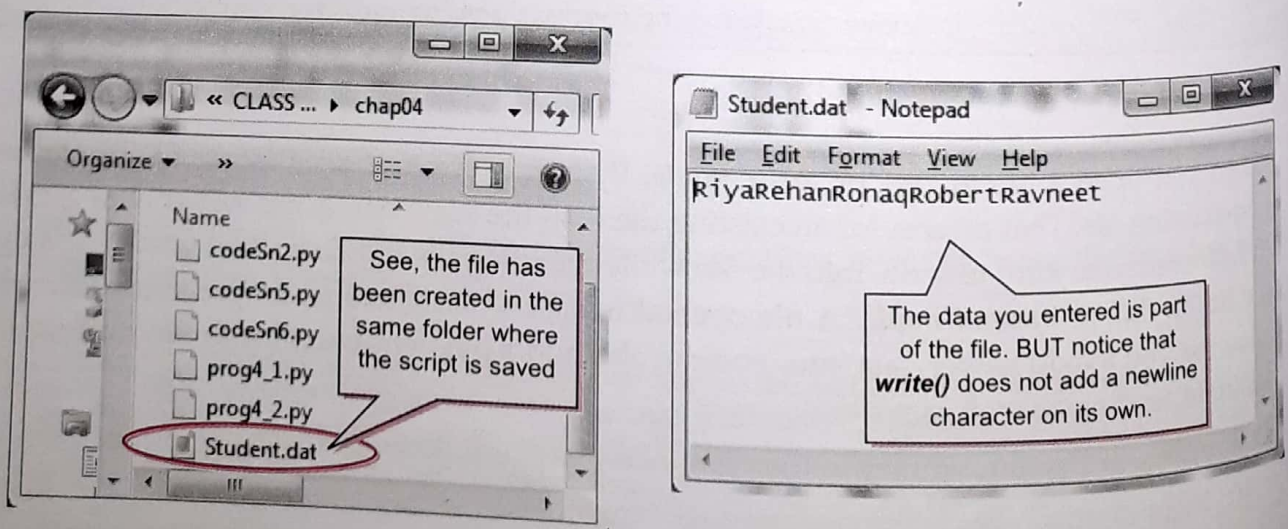 « CLASS ... ▸ chap04
Organize ▾ »
Name
codeSn2.py
codeSn5.py
codeSn6.py
prog4_1.py
prog4_2.py
Student.dat
See, the file has
been created in the
same folder where
the script is saved
Student.dat - Notepad
File Edit Format View Help
RiyaRehanRonaqRobertRavneet
The data you entered is part
of the file. BUT notice that
write() does not add a newline
character on its own.